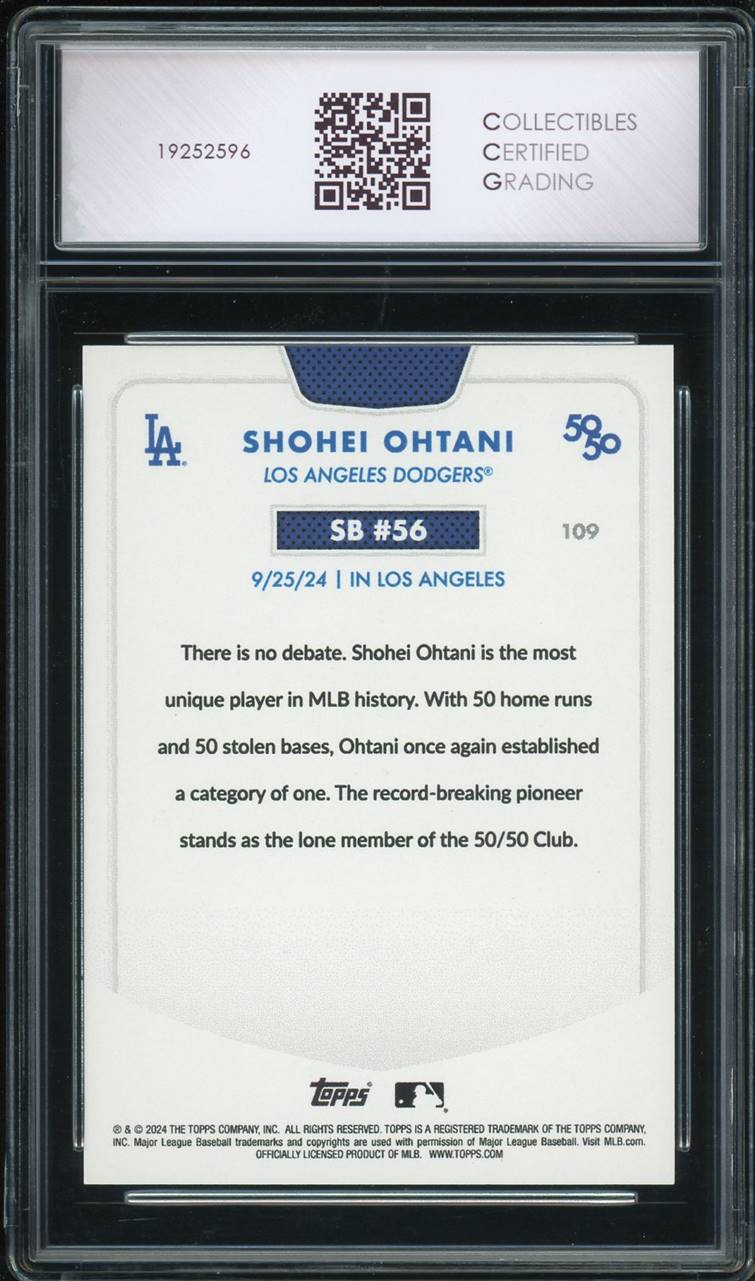 19252596
COLLECTIBLES
CERTIFIED
GRADING
LA
SHOHEI OHTANI
50
50
LOS ANGELES DODGERS®
SB #56
109
9/25/24 | IN LOS ANGELES
There is no debate. Shohei Ohtani is the most
unique player in MLB history. With 50 home runs
and 50 stolen bases, Ohtani once again established
a category of one. The record-breaking pioneer
stands as the lone member of the 50/50 Club.
Topps®
® & © 2024 THE TOPPS COMPANY, INC. ALL RIGHTS RESERVED. TOPPS IS A REGISTERED TRADEMARK OF THE TOPPS COMPANY,
INC. Major League Baseball trademarks and copyrights are used with permission of Major League Baseball. Visit MLB.com.
OFFICIALLY LICENSED PRODUCT OF MLB. WWW.TOPPS.COM